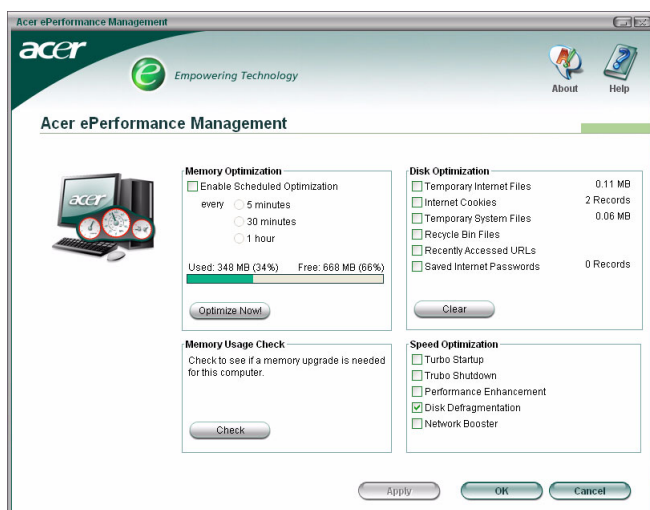 Acer ePerformance Management
acer
e Empowering Technology
About
Help
Acer ePerformance Management
acer
Memory Optimization
Enable Scheduled Optimization
every 5 minutes
30 minutes
1 hour
Used: 348 MB (34%) Free: 668 MB (66%)
Optimize Now!
Disk Optimization
Temporary Internet Files 0.11 MB
Internet Cookies 2 Records
Temporary System Files 0.06 MB
Recycle Bin Files
Recently Accessed URLs
Saved Internet Passwords 0 Records
Clear
Memory Usage Check
Check to see if a memory upgrade is needed
for this computer.
Check
Speed Optimization
Turbo Startup
Trubo Shutdown
Performance Enhancement
Disk Defragmentation
Network Booster
Apply OK Cancel